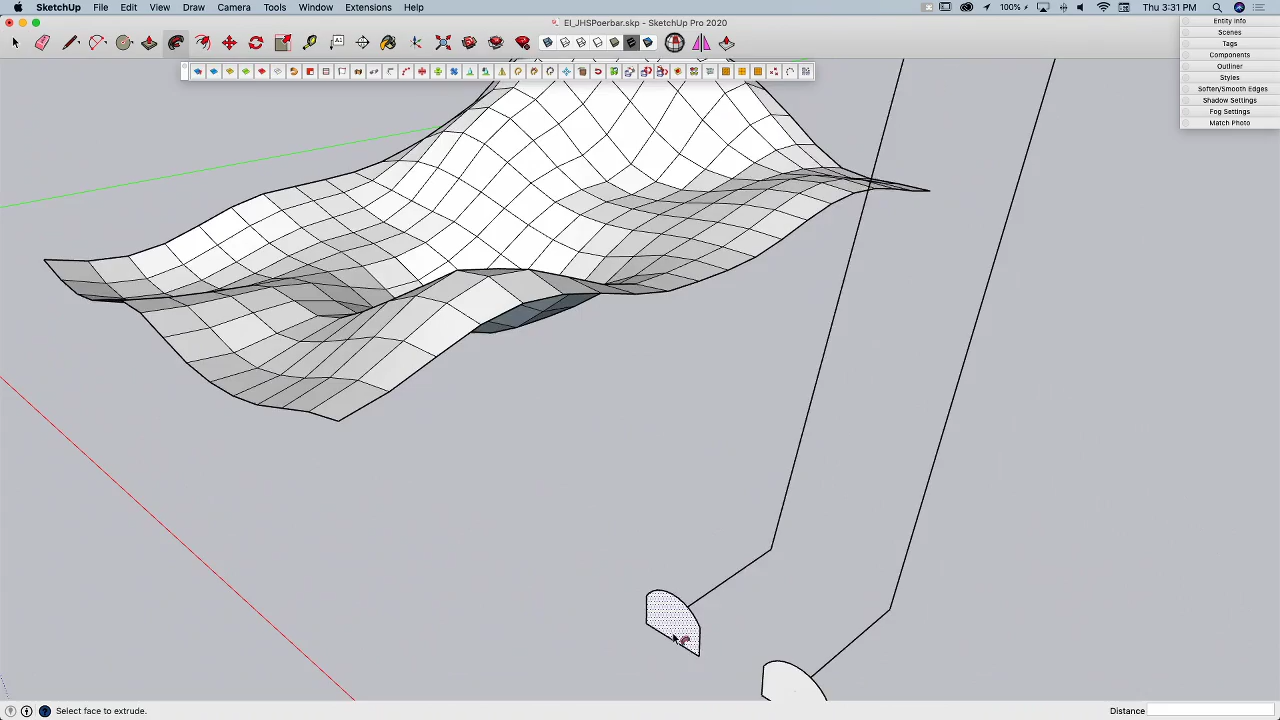 SketchUp File Edit View Draw Camera Tools Window Extensions Help
100% Thu 3:31 PM
EI_JHSPoerbar.skp - SketchUp Pro 2020
Entity Info
Scenes
Tags
Components
Outliner
Styles
Soften/Smooth Edges
Shadow Settings
Fog Settings
Match Photo
Select face to extrude.
Distance